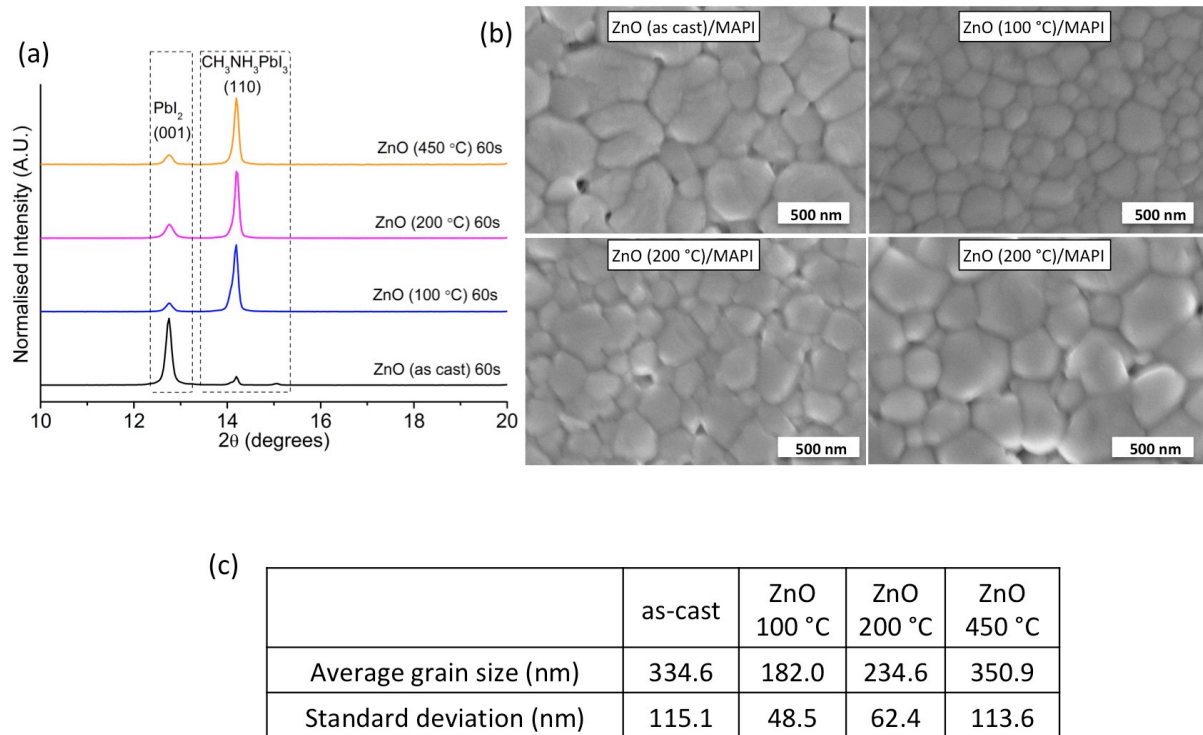 (a)
Normalised Intensity (A.U.)
PbI2
(001)
CH3NH3PbI3
(110)
ZnO (450 °C) 60s
ZnO (200 °C) 60s
ZnO (100 °C) 60s
ZnO (as cast) 60s
10 12 14 16 18 20
2θ (degrees)
(b)
ZnO (as cast)/MAPI
500 nm
ZnO (100 °C)/MAPI
500 nm
ZnO (200 °C)/MAPI
500 nm
ZnO (200 °C)/MAPI
500 nm
(c)
as-cast ZnO 100 °C ZnO 200 °C ZnO 450 °C
Average grain size (nm) 334.6 182.0 234.6 350.9
Standard deviation (nm) 115.1 48.5 62.4 113.6